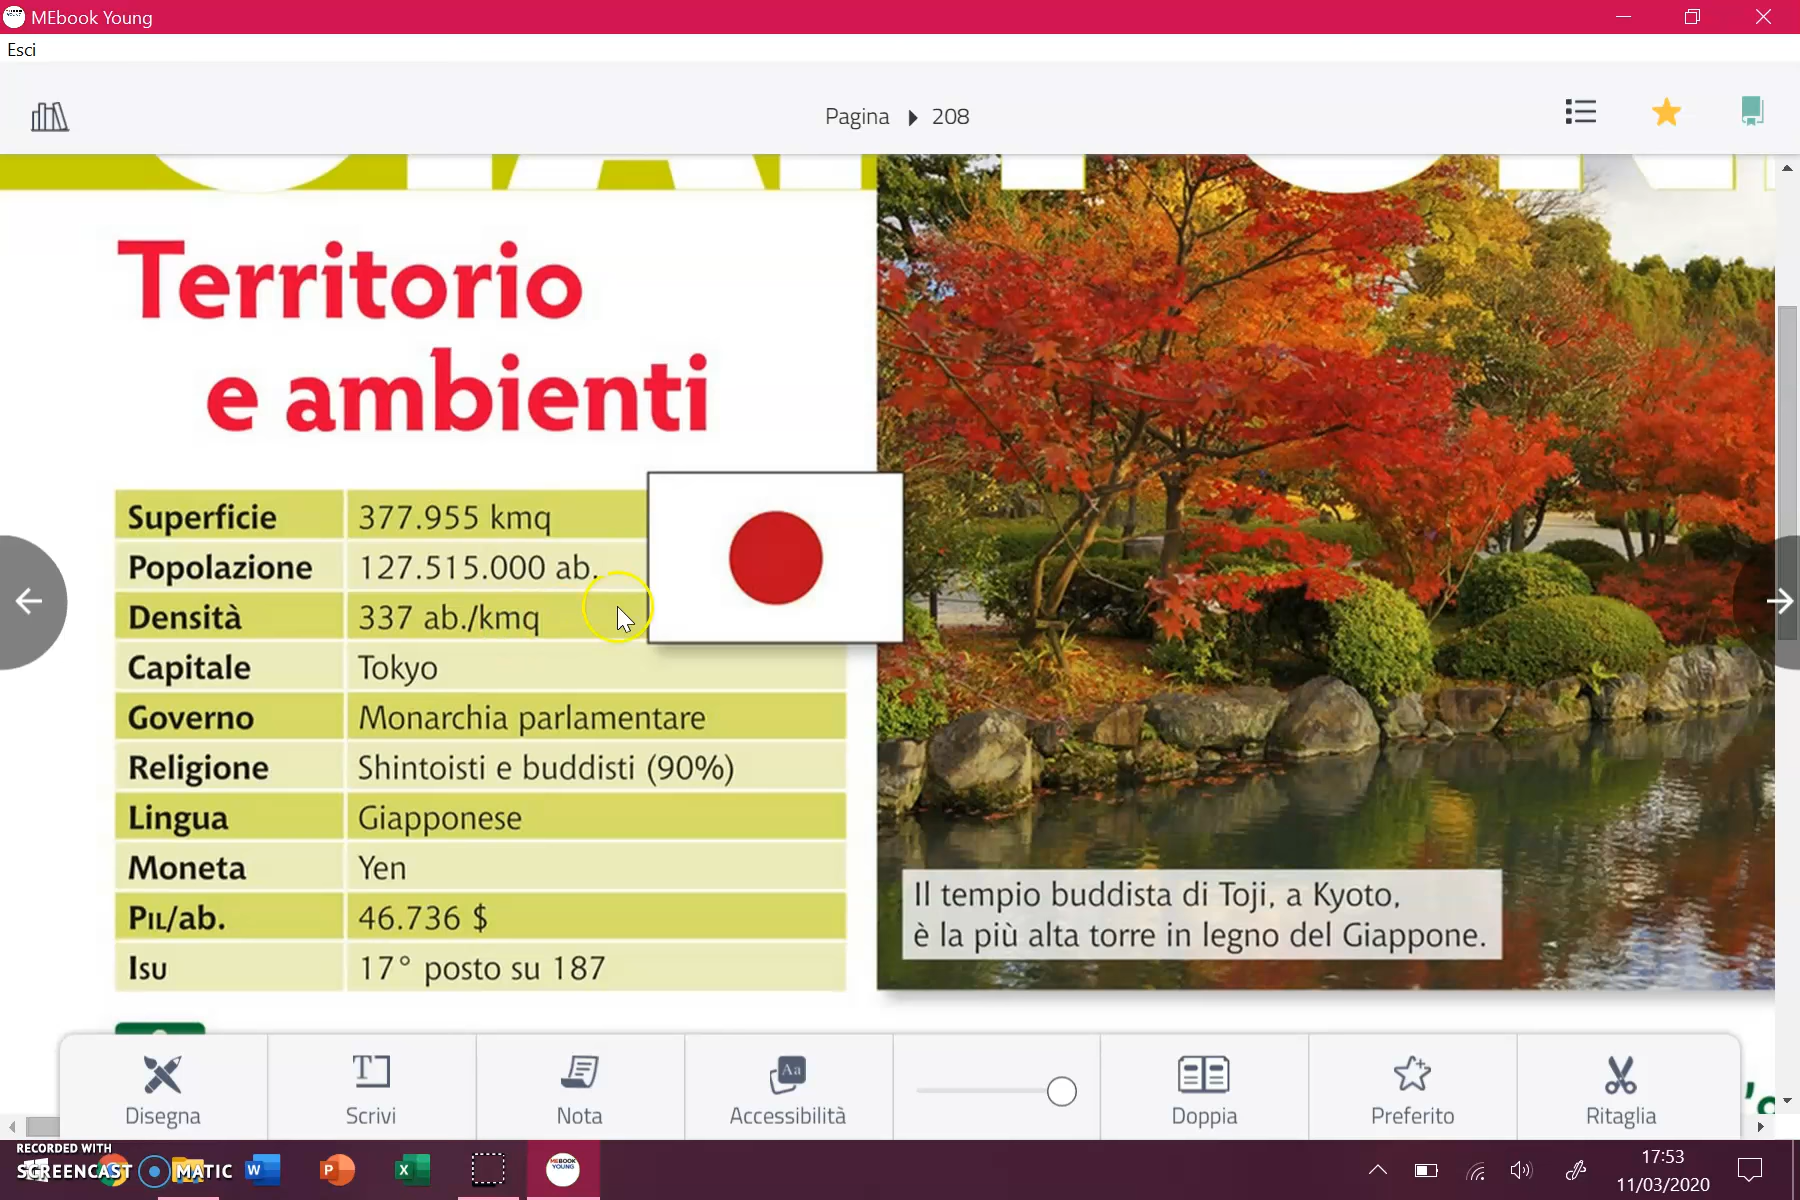 MEbook Young
Esci
Pagina 208
Territorio
e ambienti
Superficie 377.955 kmq
Popolazione 127.515.000 ab.
Densità 337 ab./kmq
Capitale Tokyo
Governo Monarchia parlamentare
Religione Shintoisti e buddisti (90%)
Lingua Giapponese
Moneta Yen
PIL/ab. 46.736 $
ISU 17° posto su 187
Il tempio buddista di Toji, a Kyoto,
è la più alta torre in legno del Giappone.
Disegna
Scrivi
Nota
Aa
Accessibilità
Doppia
Preferito
Ritaglia
RECORDED WITH
SCREENCAST MATIC
W
P
X
MEBOOK
YOUNG
17:53
11/03/2020